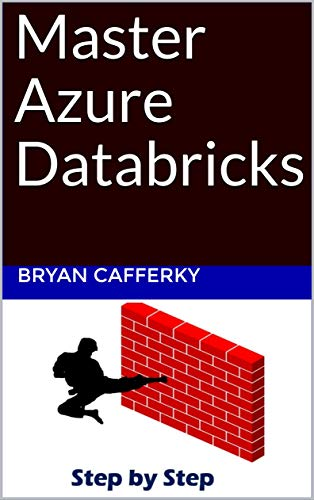 Master
Azure
Databricks
BRYAN CAFFERKY
Step by Step